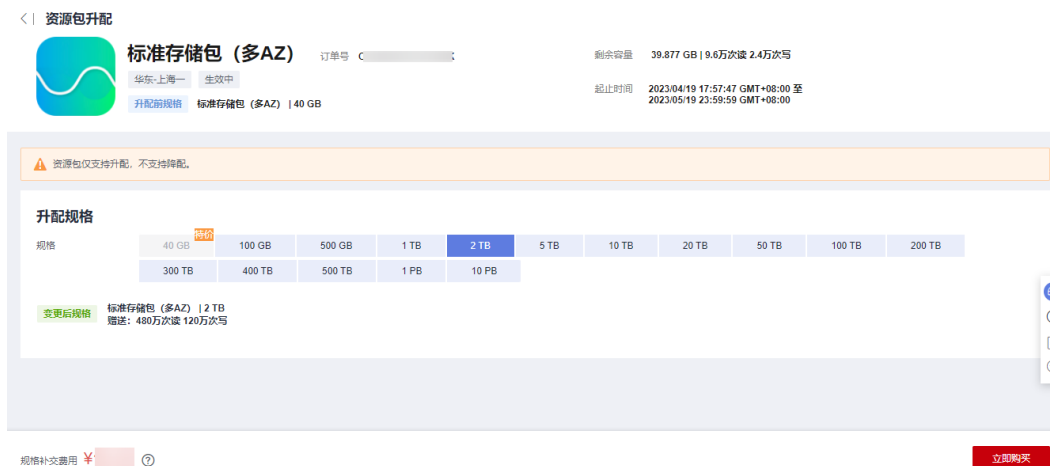 资源包升配
标准存储包（多AZ）
订单号
华东-上海一
生效中
升配前规格
标准存储包 (多AZ) | 40 GB
剩余容量
39.877 GB | 9.6万次读 2.4万次写
起止时间
2023/04/19 17:57:47 GMT+08:00 至
2023/05/19 23:59:59 GMT+08:00
资源包仅支持升配，不支持降配。
升配规格
规格
40 GB
特价
100 GB
500 GB
1 TB
2 TB
5 TB
10 TB
20 TB
50 TB
100 TB
200 TB
300 TB
400 TB
500 TB
1 PB
10 PB
变更后规格
标准存储包 (多AZ) | 2 TB
赠送：480万次读 120万次写
规格补交费用 ¥
立即购买